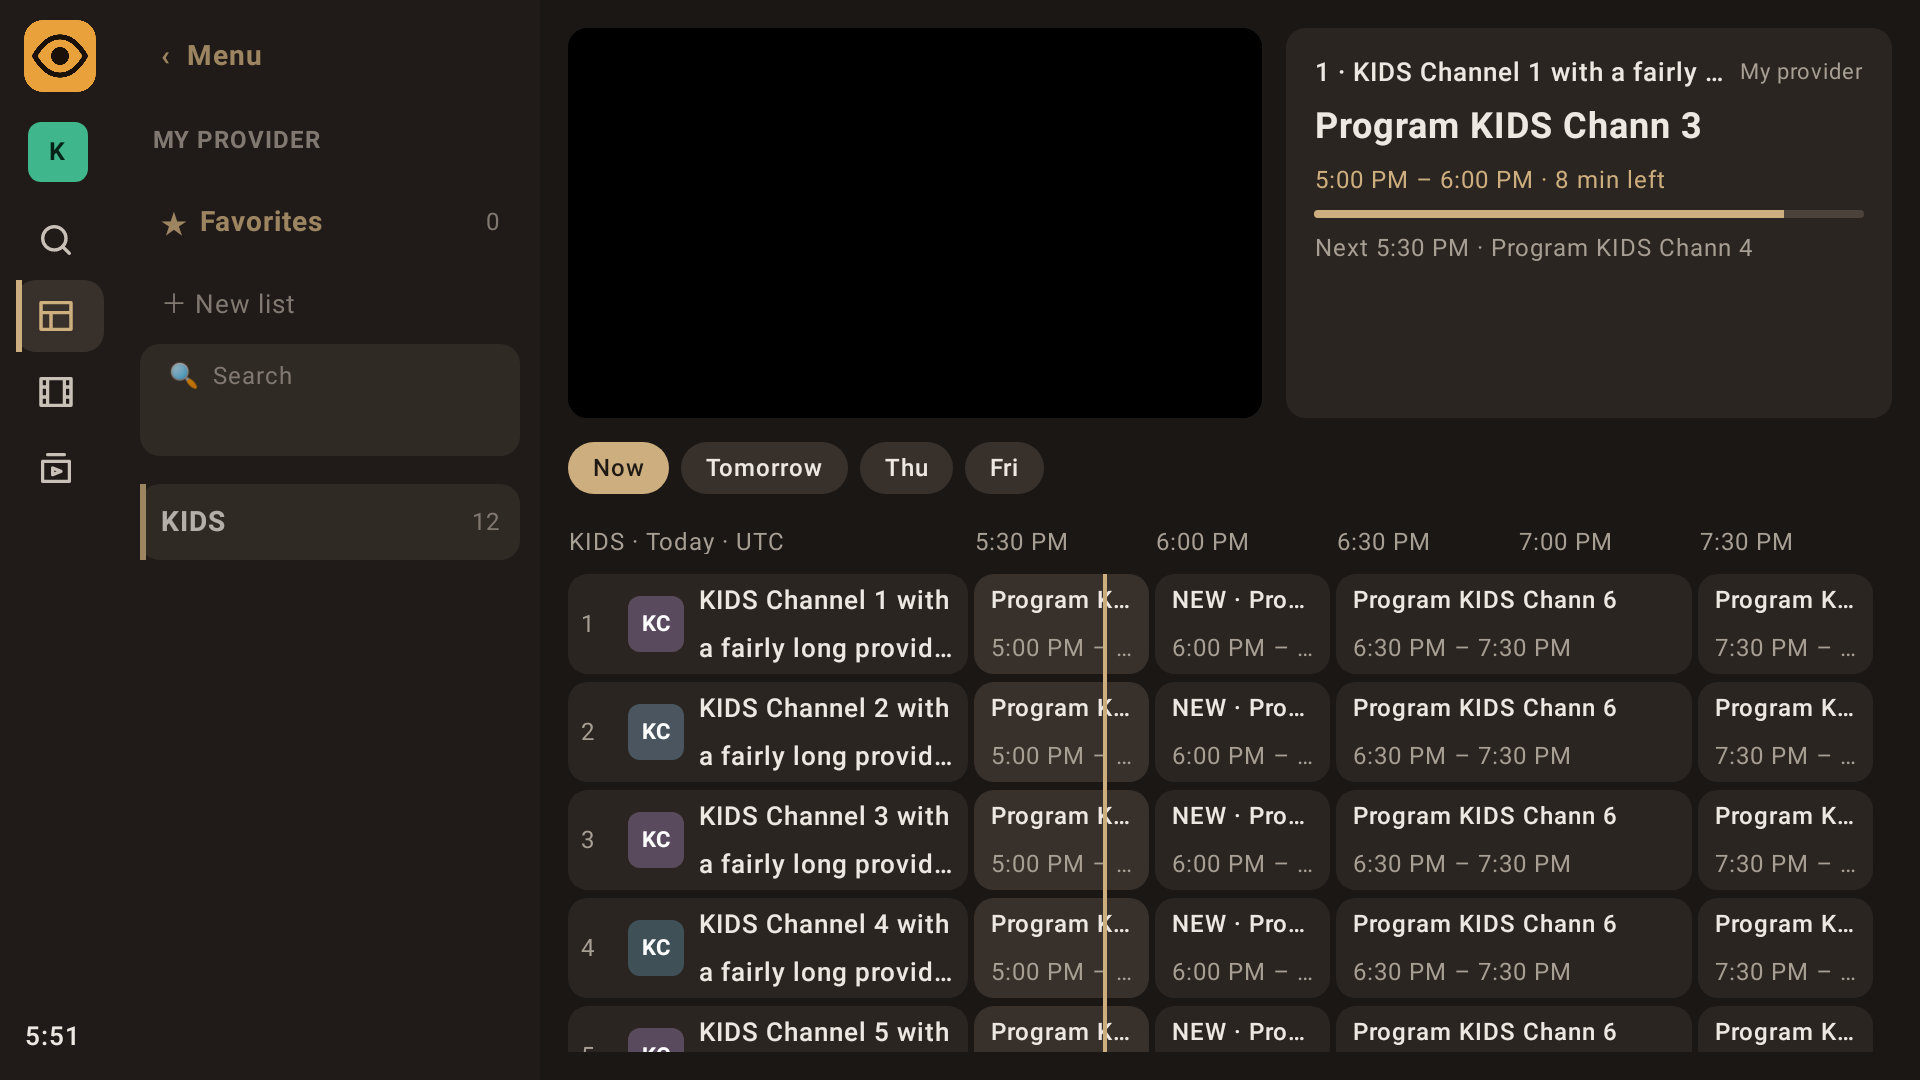 ‹ Menu
K
MY PROVIDER
★ Favorites 0
+ New list
🔍 Search
KIDS 12
5:51
1 · KIDS Channel 1 with a fairly … My provider
Program KIDS Chann 3
5:00 PM – 6:00 PM · 8 min left
Next 5:30 PM · Program KIDS Chann 4
Now Tomorrow Thu Fri
KIDS · Today · UTC 5:30 PM 6:00 PM 6:30 PM 7:00 PM 7:30 PM
1 KC KIDS Channel 1 with Program K… NEW · Pro… Program KIDS Chann 6 Program K…
a fairly long provid… 5:00 PM – … 6:00 PM – … 6:30 PM – 7:30 PM 7:30 PM – …
2 KC KIDS Channel 2 with Program K… NEW · Pro… Program KIDS Chann 6 Program K…
a fairly long provid… 5:00 PM – … 6:00 PM – … 6:30 PM – 7:30 PM 7:30 PM – …
3 KC KIDS Channel 3 with Program K… NEW · Pro… Program KIDS Chann 6 Program K…
a fairly long provid… 5:00 PM – … 6:00 PM – … 6:30 PM – 7:30 PM 7:30 PM – …
4 KC KIDS Channel 4 with Program K… NEW · Pro… Program KIDS Chann 6 Program K…
a fairly long provid… 5:00 PM – … 6:00 PM – … 6:30 PM – 7:30 PM 7:30 PM – …
KIDS Channel 5 with Program K… NEW · Pro… Program KIDS Chann 6 Program K…